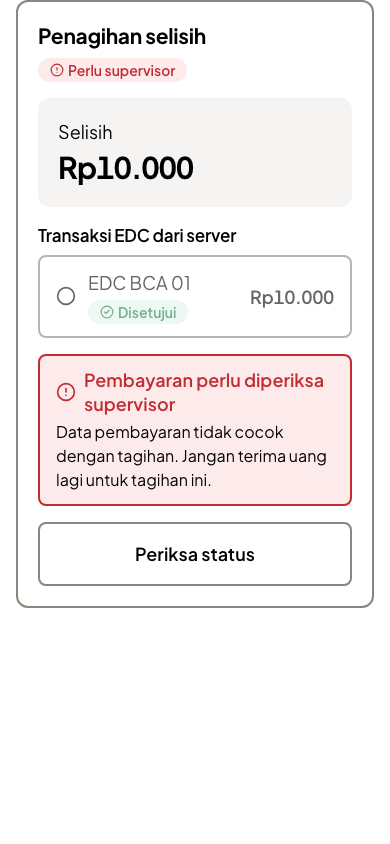 Penagihan selisih
Perlu supervisor
Selisih
Rp10.000
Transaksi EDC dari server
EDC BCA 01
Rp10.000
Disetujui
Pembayaran perlu diperiksa
supervisor
Data pembayaran tidak cocok
dengan tagihan. Jangan terima uang
lagi untuk tagihan ini.
Periksa status